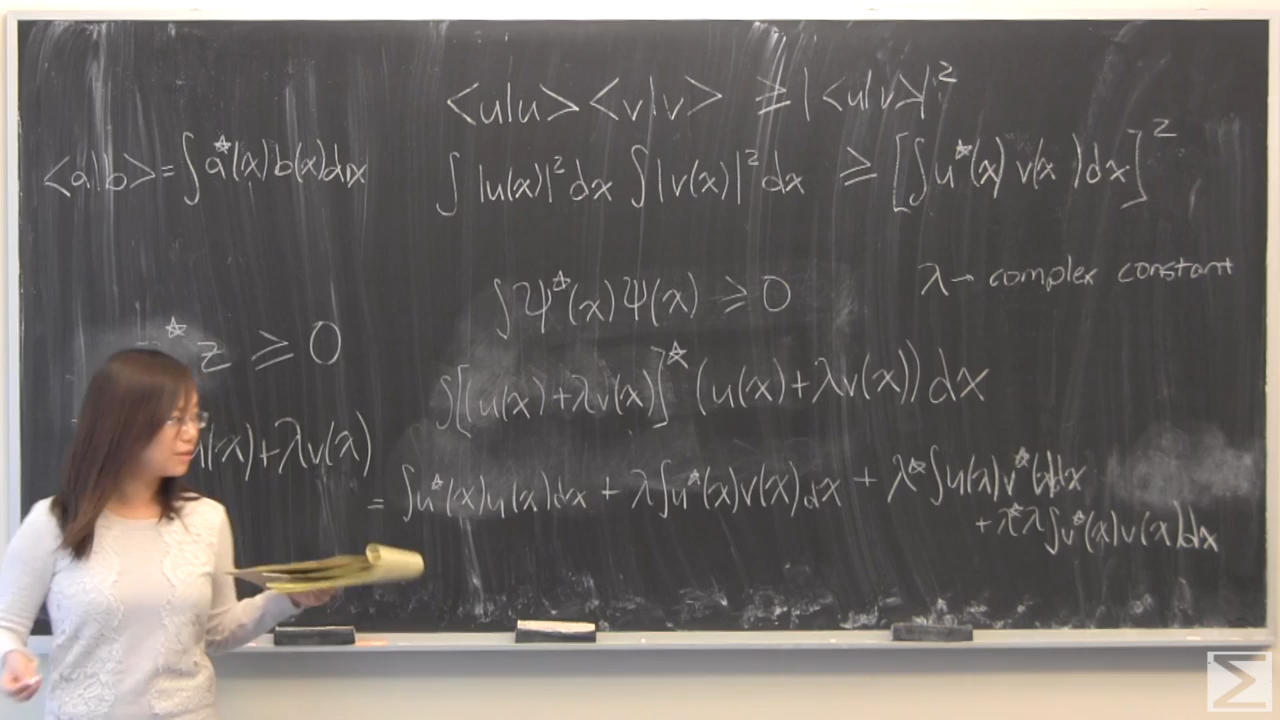 <u|u> <v|v> ≥ |<u|v>|²
<a|b> = ∫a*(x)b(x)dx
∫|u(x)|²dx ∫|v(x)|²dx ≥ [∫u*(x) v(x )dx]²
λ → complex constant
∫Ψ*(x)Ψ(x) ≥ 0
* z ≥ 0
∫[(u(x)+λv(x)]* (u(x)+λv(x)) dx
u(x)+λv(x)
= ∫u*(x)u(x)dx + λ∫u*(x)v(x)dx + λ*∫u(x)v*(x)dx
+ λ*λ∫v*(x)v(x)dx
Σ